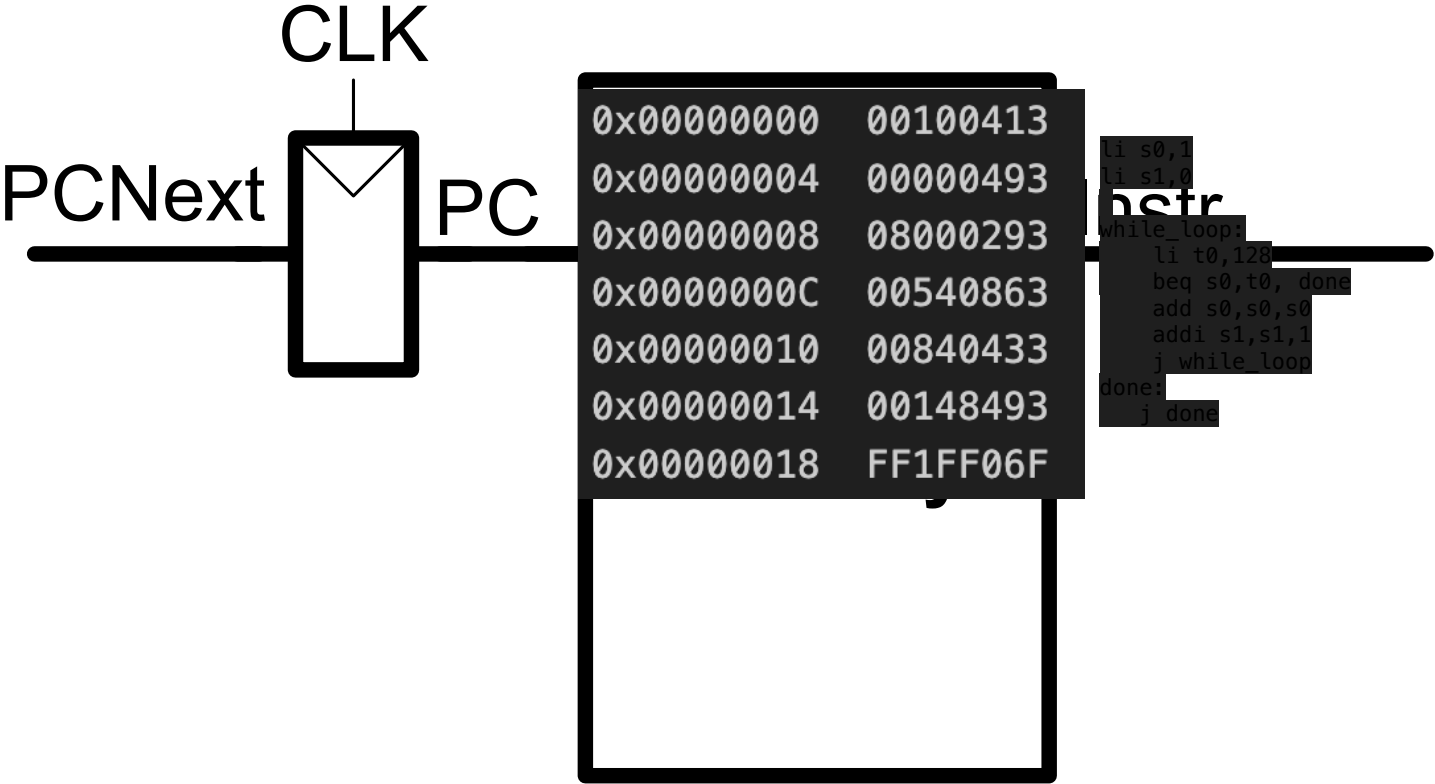 CLK
PCNext
PC
0x00000000 00100413
0x00000004 00000493
0x00000008 08000293
0x0000000C 00540863
0x00000010 00840433
0x00000014 00148493
0x00000018 FF1FF06F
Instr
li s0,1
li s1,0
while_loop:
li t0,128
beq s0,t0, done
add s0,s0,s0
addi s1,s1,1
j while_loop
done:
j done